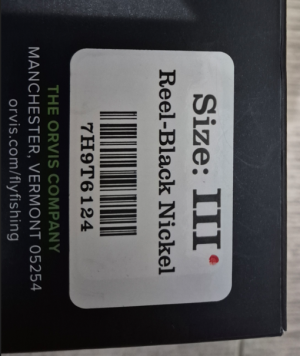 Size: III
Reel-Black Nickel
7H9T6124
THE ORVIS COMPANY
MANCHESTER, VERMONT 05254
orvis.com/flyfishing